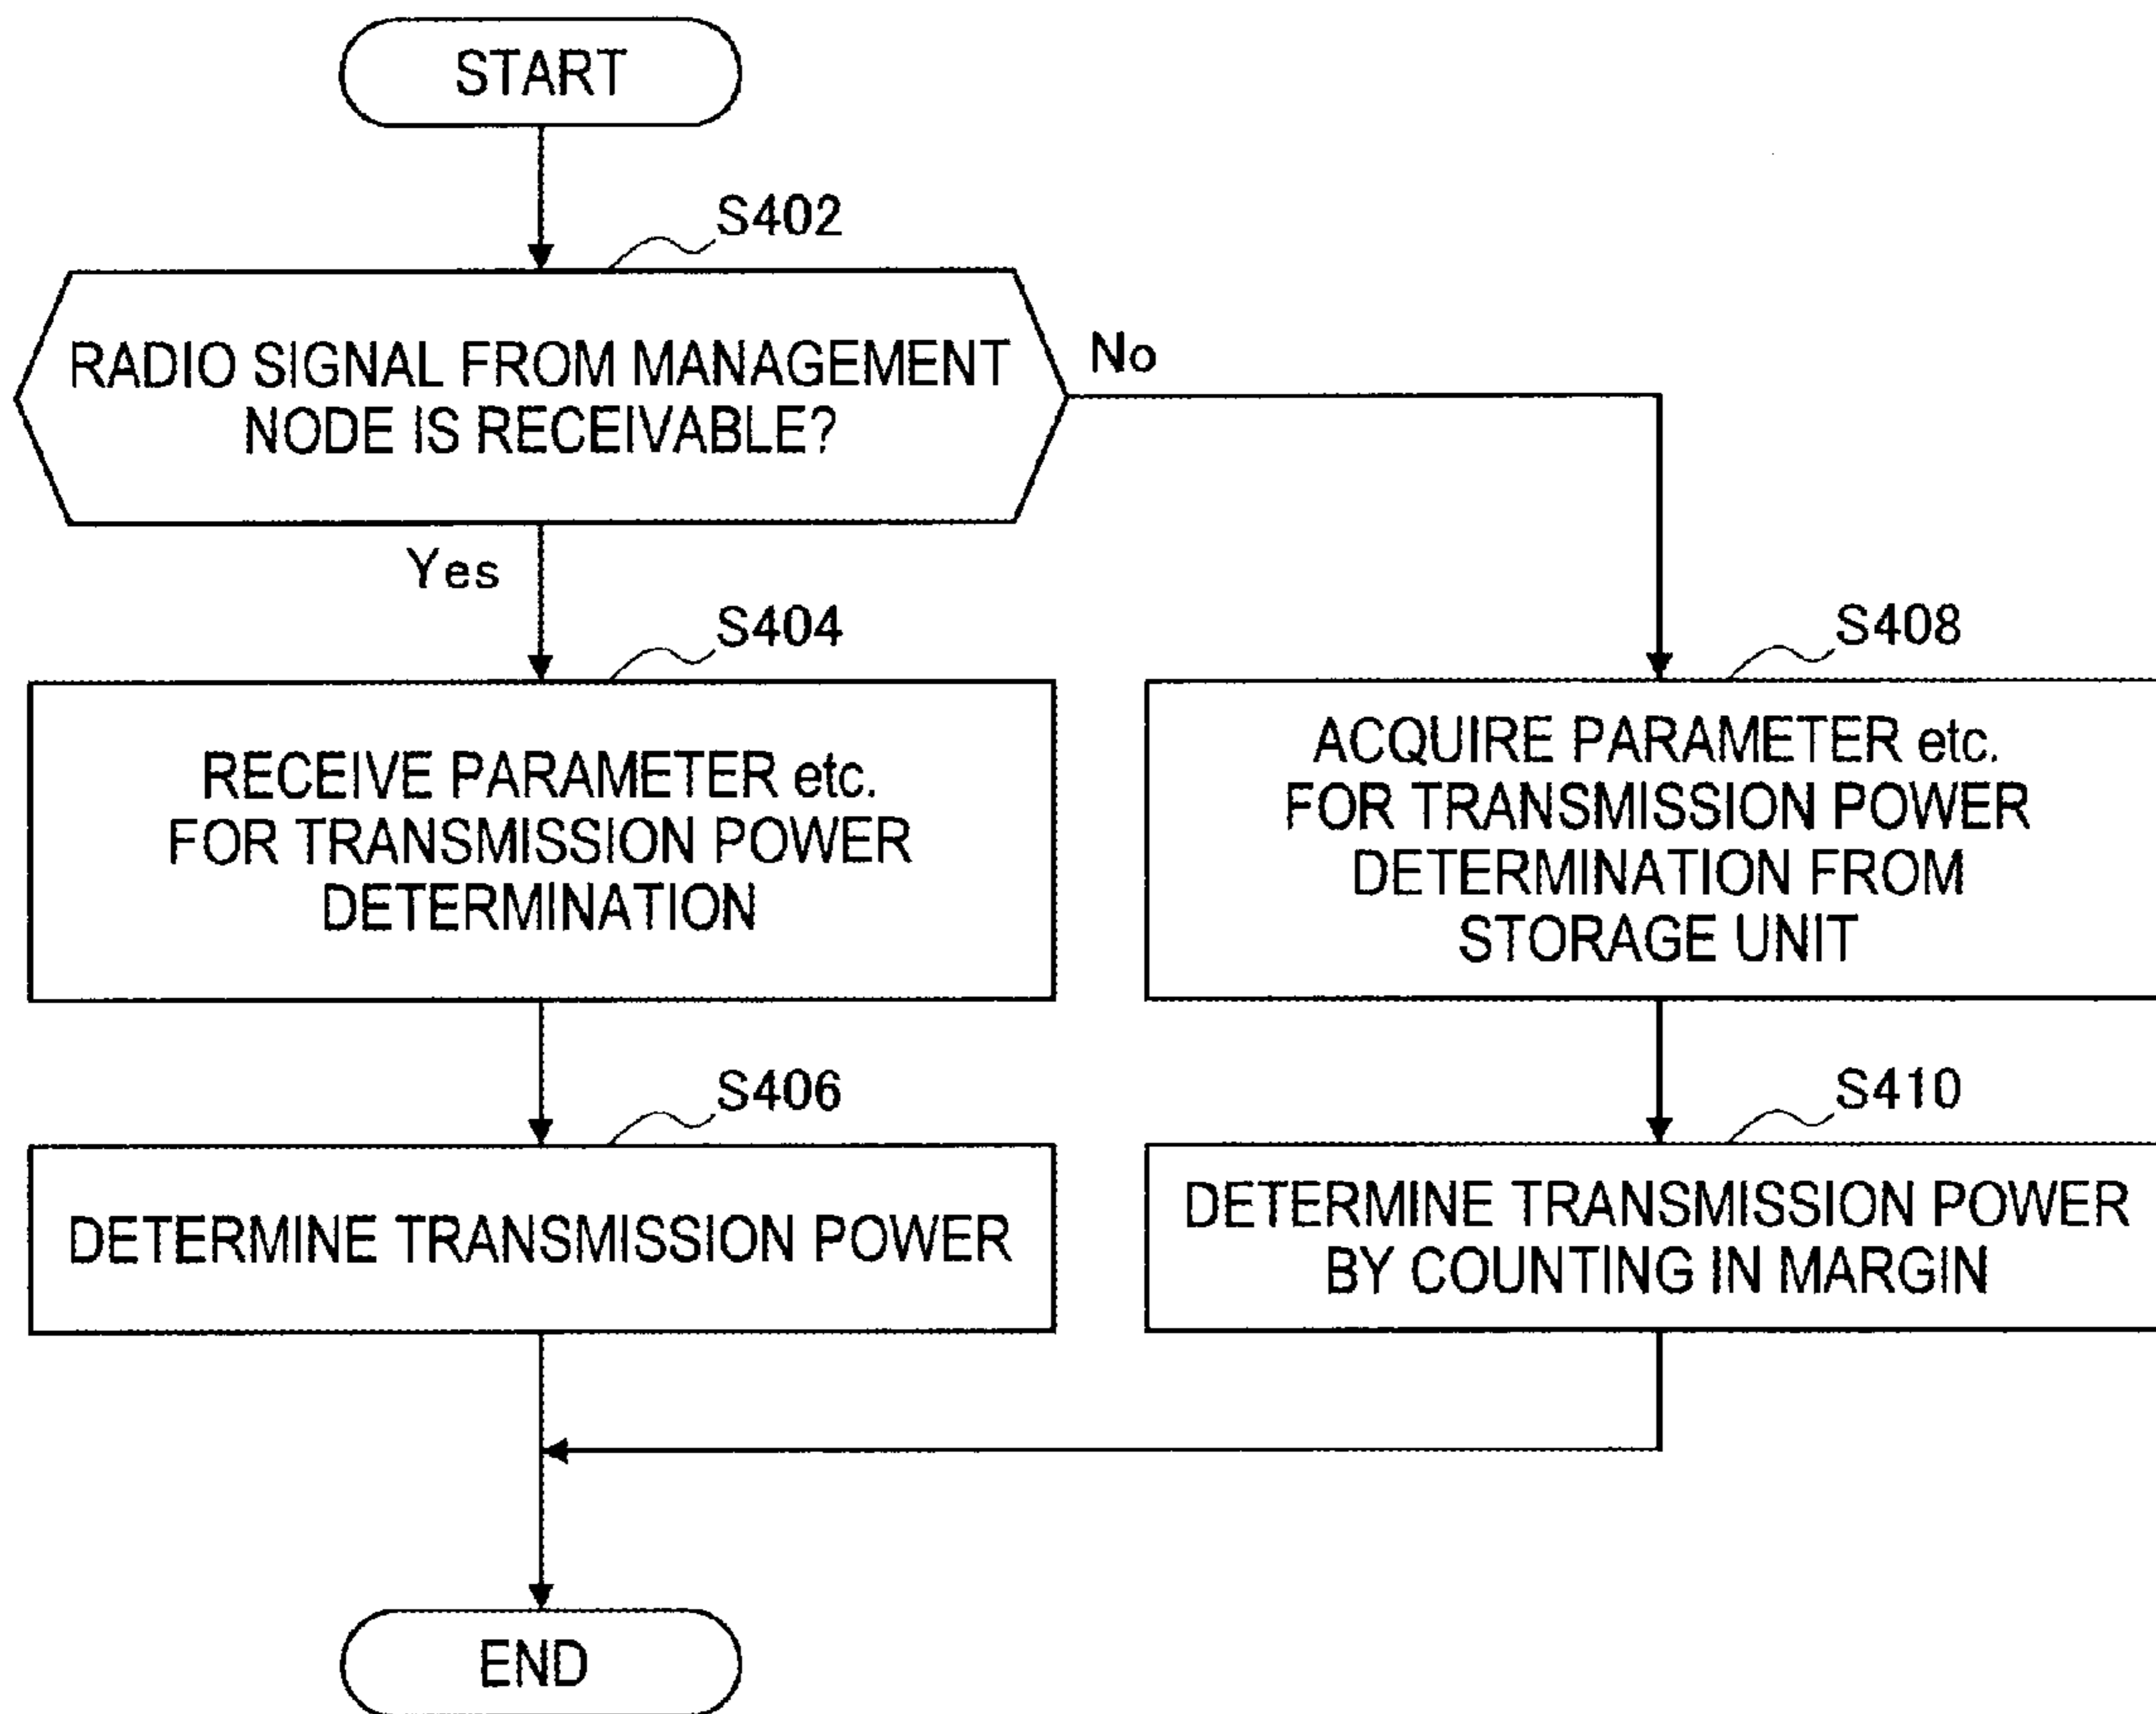 START
S402
RADIO SIGNAL FROM MANAGEMENT
NODE IS RECEIVABLE?
No
Yes
S404
RECEIVE PARAMETER etc.
FOR TRANSMISSION POWER
DETERMINATION
S408
ACQUIRE PARAMETER etc.
FOR TRANSMISSION POWER
DETERMINATION FROM
STORAGE UNIT
S406
DETERMINE TRANSMISSION POWER
S410
DETERMINE TRANSMISSION POWER
BY COUNTING IN MARGIN
END